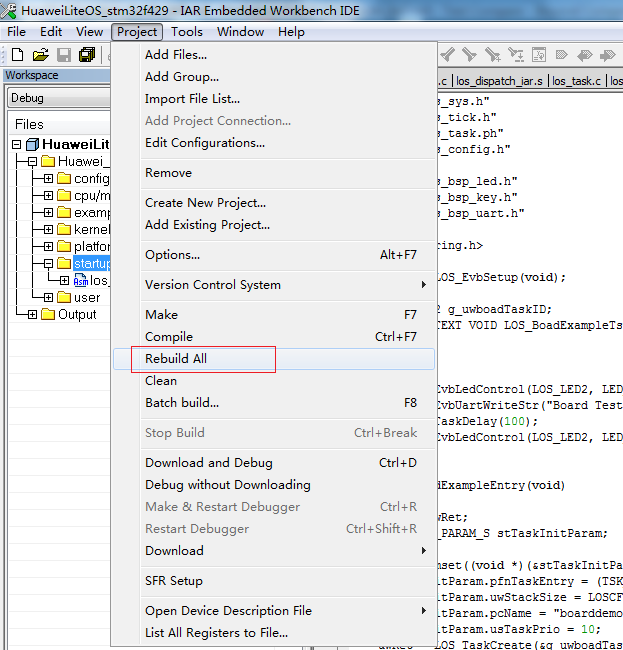 HuaweiLiteOS_stm32f429 - IAR Embedded Workbench IDE
File Edit View Project Tools Window Help
Workspace
Debug
Files
HuaweiLit
Huawei_
config
cpu/m
examp
kernel
platfor
startup
los_
user
Output
Add Files...
Add Group...
Import File List...
Add Project Connection...
Edit Configurations...
Remove
Create New Project...
Add Existing Project...
Options... Alt+F7
Version Control System
Make F7
Compile Ctrl+F7
Rebuild All
Clean
Batch build... F8
Stop Build Ctrl+Break
Download and Debug Ctrl+D
Debug without Downloading
Make & Restart Debugger Ctrl+R
Restart Debugger Ctrl+Shift+R
Download
SFR Setup
Open Device Description File
List All Registers to File...
.c los_dispatch_iar.s los_task.c los
s_sys.h"
s_tick.h"
s_task.ph"
s_config.h"
s_bsp_led.h"
s_bsp_key.h"
s_bsp_uart.h"
ring.h>
LOS_EvbSetup(void);
2 g_uwboadTaskID;
TEXT VOID LOS_BoadExampleTs
EvbLedControl(LOS_LED2, LED
EvbUartWriteStr("Board Test
TaskDelay(100);
EvbLedControl(LOS_LED2, LED
dExampleEntry(void)
wRet;
_PARAM_S stTaskInitParam;
mset((void *)(&stTaskInitPa
itParam.pfnTaskEntry = (TSK
itParam.uwStackSize = LOSCF
itParam.pcName = "boarddemo
itParam.usTaskPrio = 10;
uwRet = LOS_TaskCreate(&g_uwboadTas